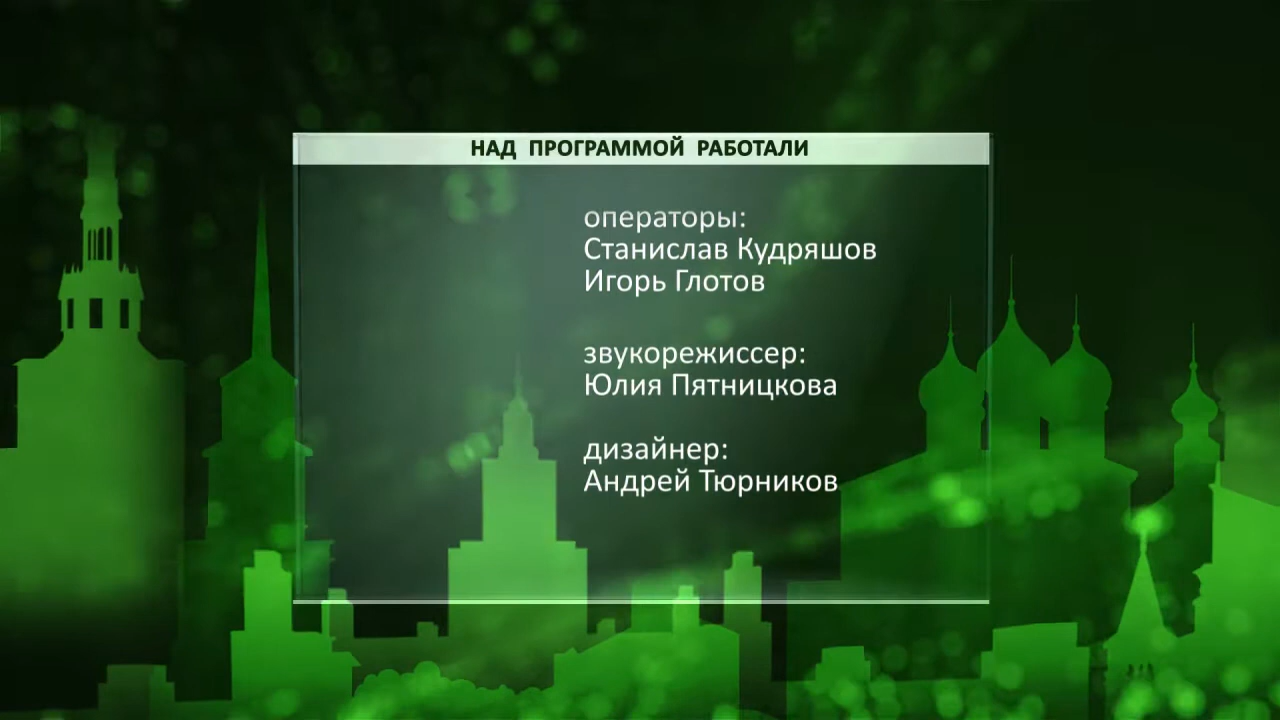 НАД ПРОГРАММОЙ РАБОТАЛИ
операторы:
Станислав Кудряшов
Игорь Глотов
звукорежиссер:
Юлия Пятницкова
дизайнер:
Андрей Тюрников